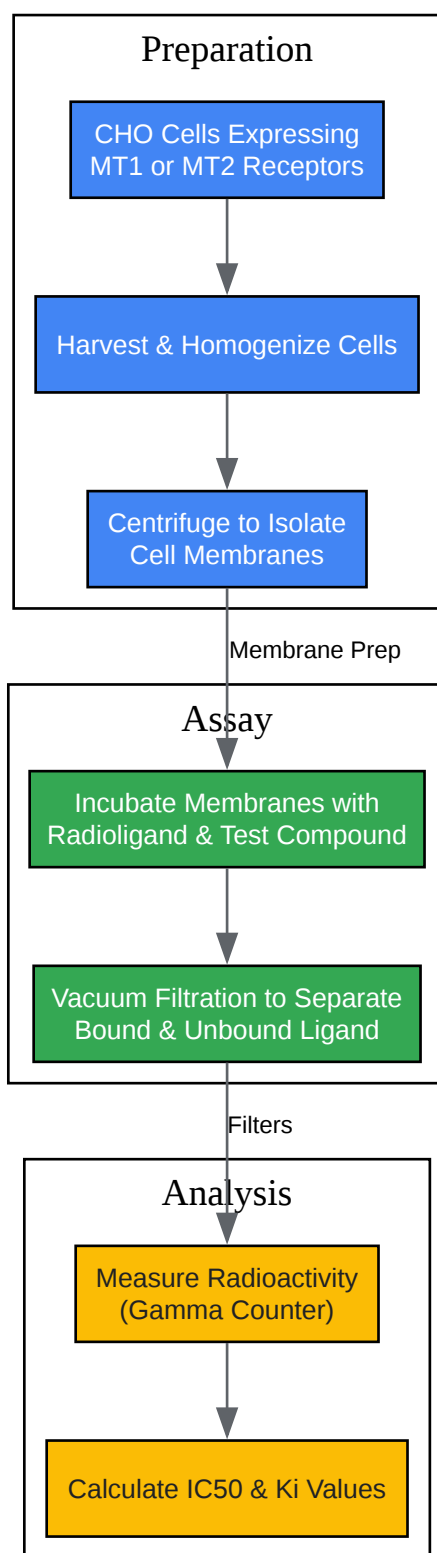 Preparation
CHO Cells Expressing
MT1 or MT2 Receptors
Harvest & Homogenize Cells
Centrifuge to Isolate
Cell Membranes
Membrane Prep
Assay
Incubate Membranes with
Radioligand & Test Compound
Vacuum Filtration to Separate
Bound & Unbound Ligand
Filters
Analysis
Measure Radioactivity
(Gamma Counter)
Calculate IC50 & Ki Values